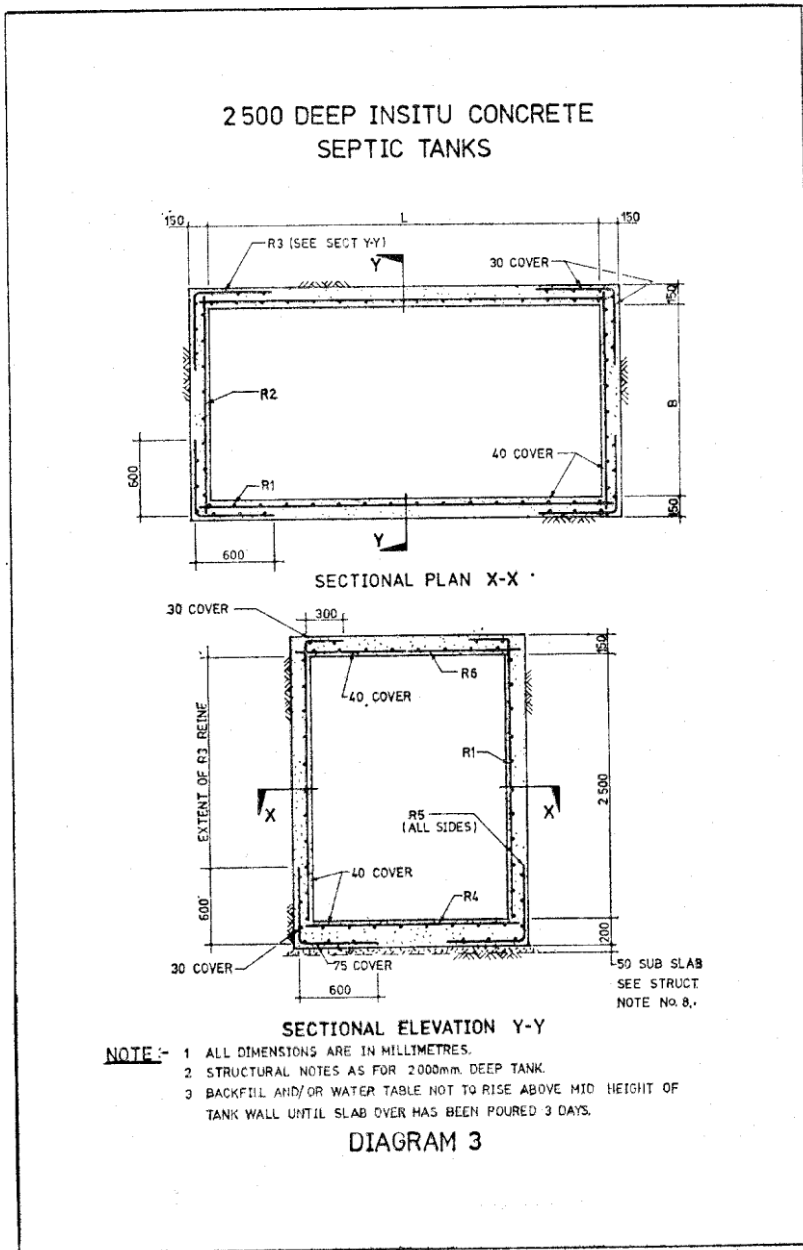 2500 DEEP INSITU CONCRETE
SEPTIC TANKS
150
L
150
R3 (SEE SECT Y-Y)
Y
30 COVER
150
R2
B
600
40 COVER
R1
150
Y
600
SECTIONAL PLAN X-X
30 COVER
300
150
R6
40 COVER
EXTENT OF R3 REINF
R1
2500
X
X
R5
(ALL SIDES)
40 COVER
R4
600
200
30 COVER
75 COVER
600
50 SUB SLAB
SEE STRUCT
NOTE No. 8.
SECTIONAL ELEVATION Y-Y
NOTE:- 1 ALL DIMENSIONS ARE IN MILLIMETRES.
2 STRUCTURAL NOTES AS FOR 2000mm. DEEP TANK.
3 BACKFILL AND/OR WATER TABLE NOT TO RISE ABOVE MID HEIGHT OF
TANK WALL UNTIL SLAB OVER HAS BEEN POURED 3 DAYS.
DIAGRAM 3